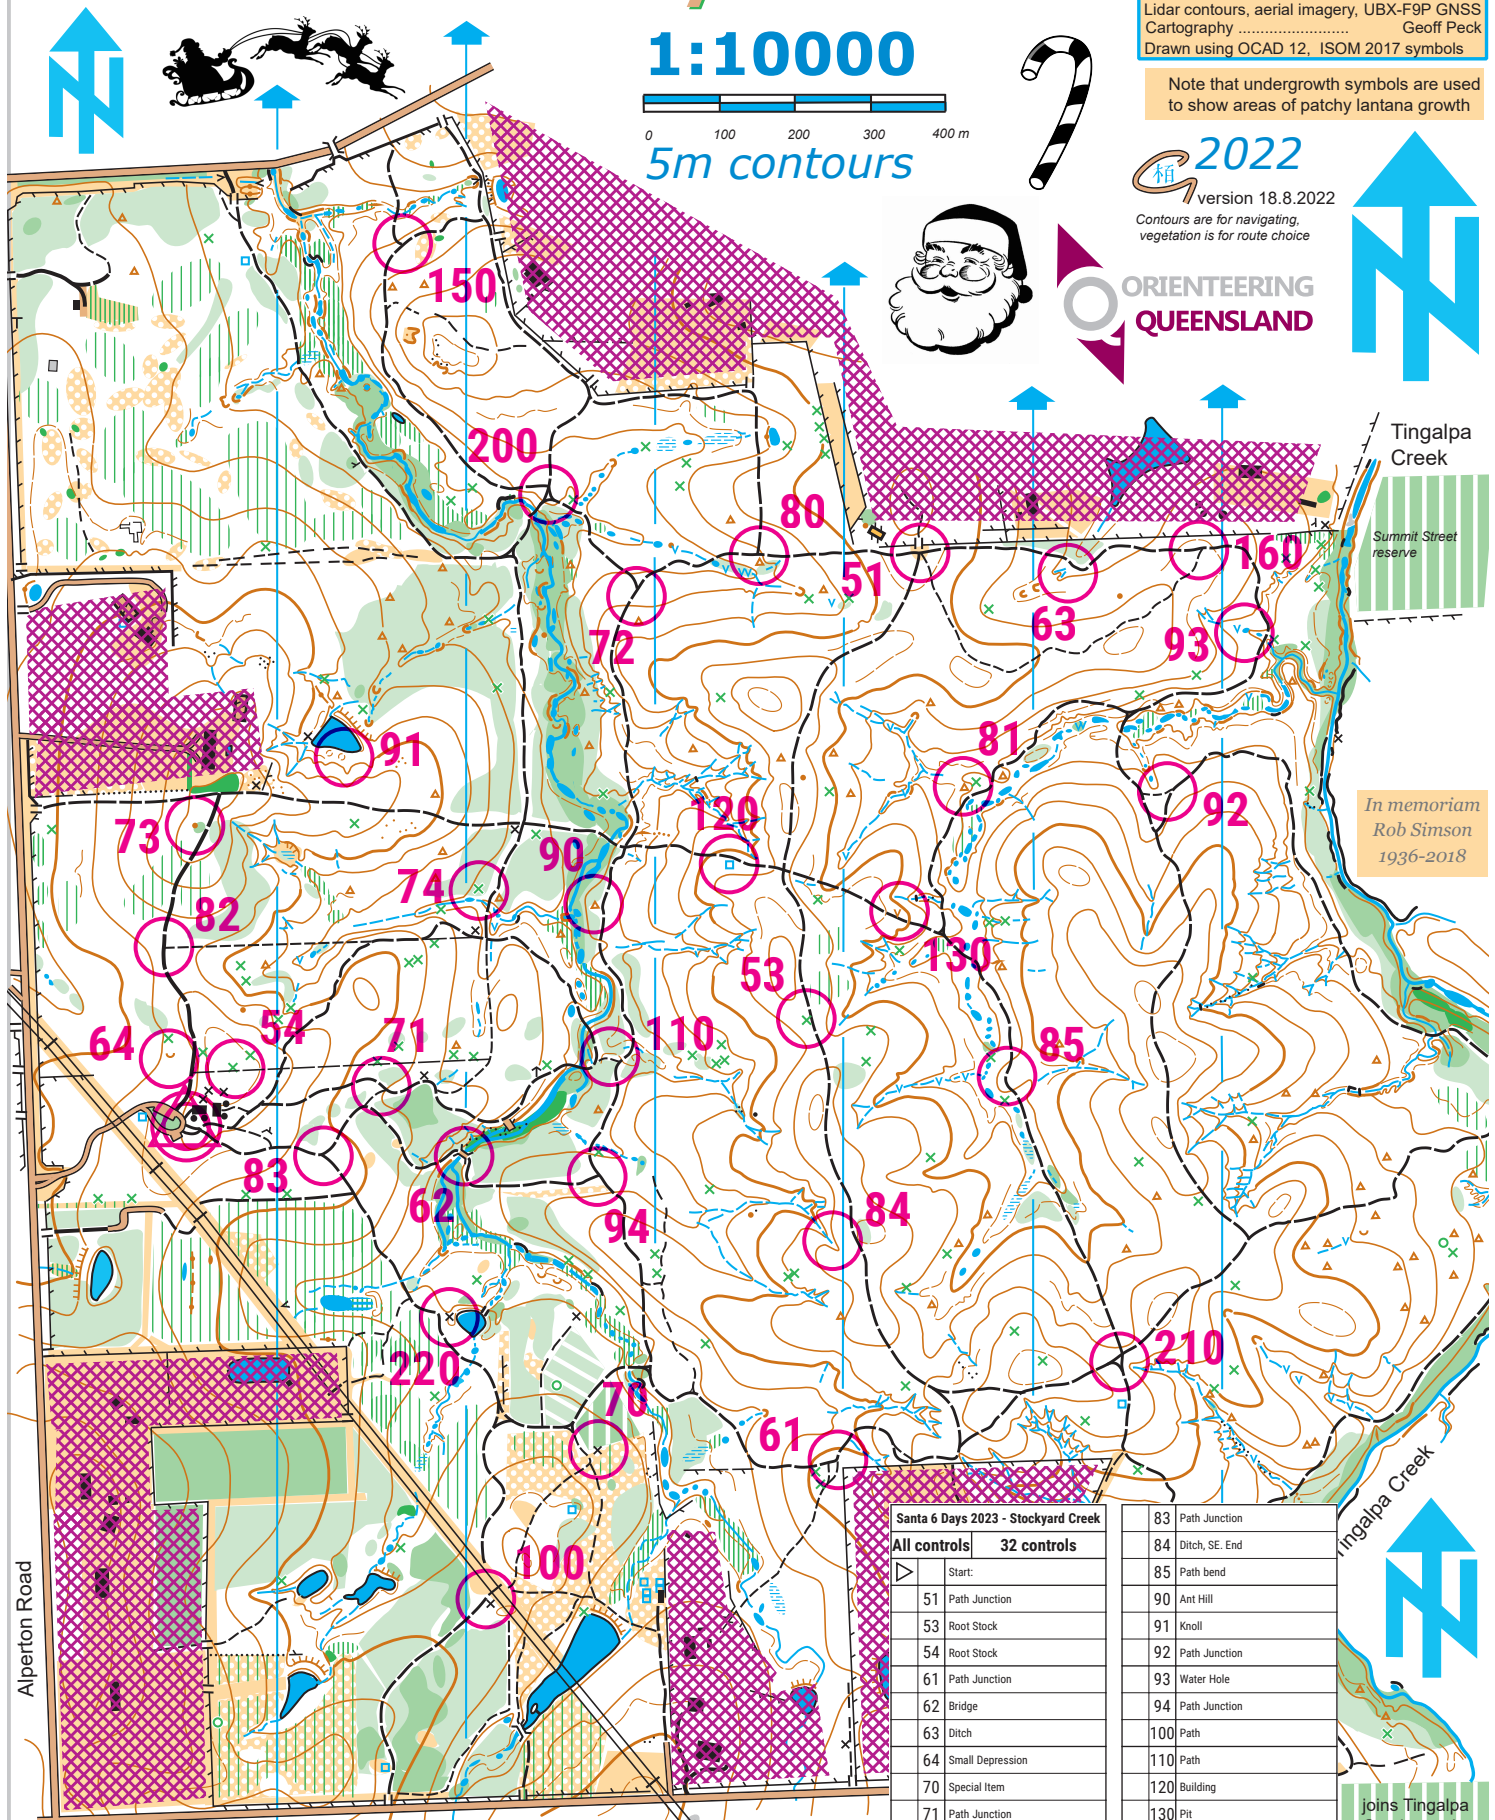 Lidar contours, aerial imagery, UBX-F9P GNSS
Cartography ......................... Geoff Peck
Drawn using OCAD 12, ISOM 2017 symbols
Note that undergrowth symbols are used
to show areas of patchy lantana growth
1:10000
0 100 200 300 400 m
5m contours
2022
version 18.8.2022
Contours are for navigating,
vegetation is for route choice
ORIENTEERING
QUEENSLAND
Tingalpa
Creek
Summit Street
reserve
In memoriam
Rob Simson
1936-2018
150
200
80
51
160
63
72
93
81
91
92
120
73
90
74
82
130
53
54
71
64
110
85
83
62
94
84
210
220
70
61
100
Alperton Road
Tingalpa Creek
Santa 6 Days 2023 - Stockyard Creek
All controls 32 controls
Start:
51 Path Junction
53 Root Stock
54 Root Stock
61 Path Junction
62 Bridge
63 Ditch
64 Small Depression
70 Special Item
71 Path Junction
83 Path Junction
84 Ditch, SE. End
85 Path bend
90 Ant Hill
91 Knoll
92 Path Junction
93 Water Hole
94 Path Junction
100 Path
110 Path
120 Building
130 Pit
joins Tingalpa